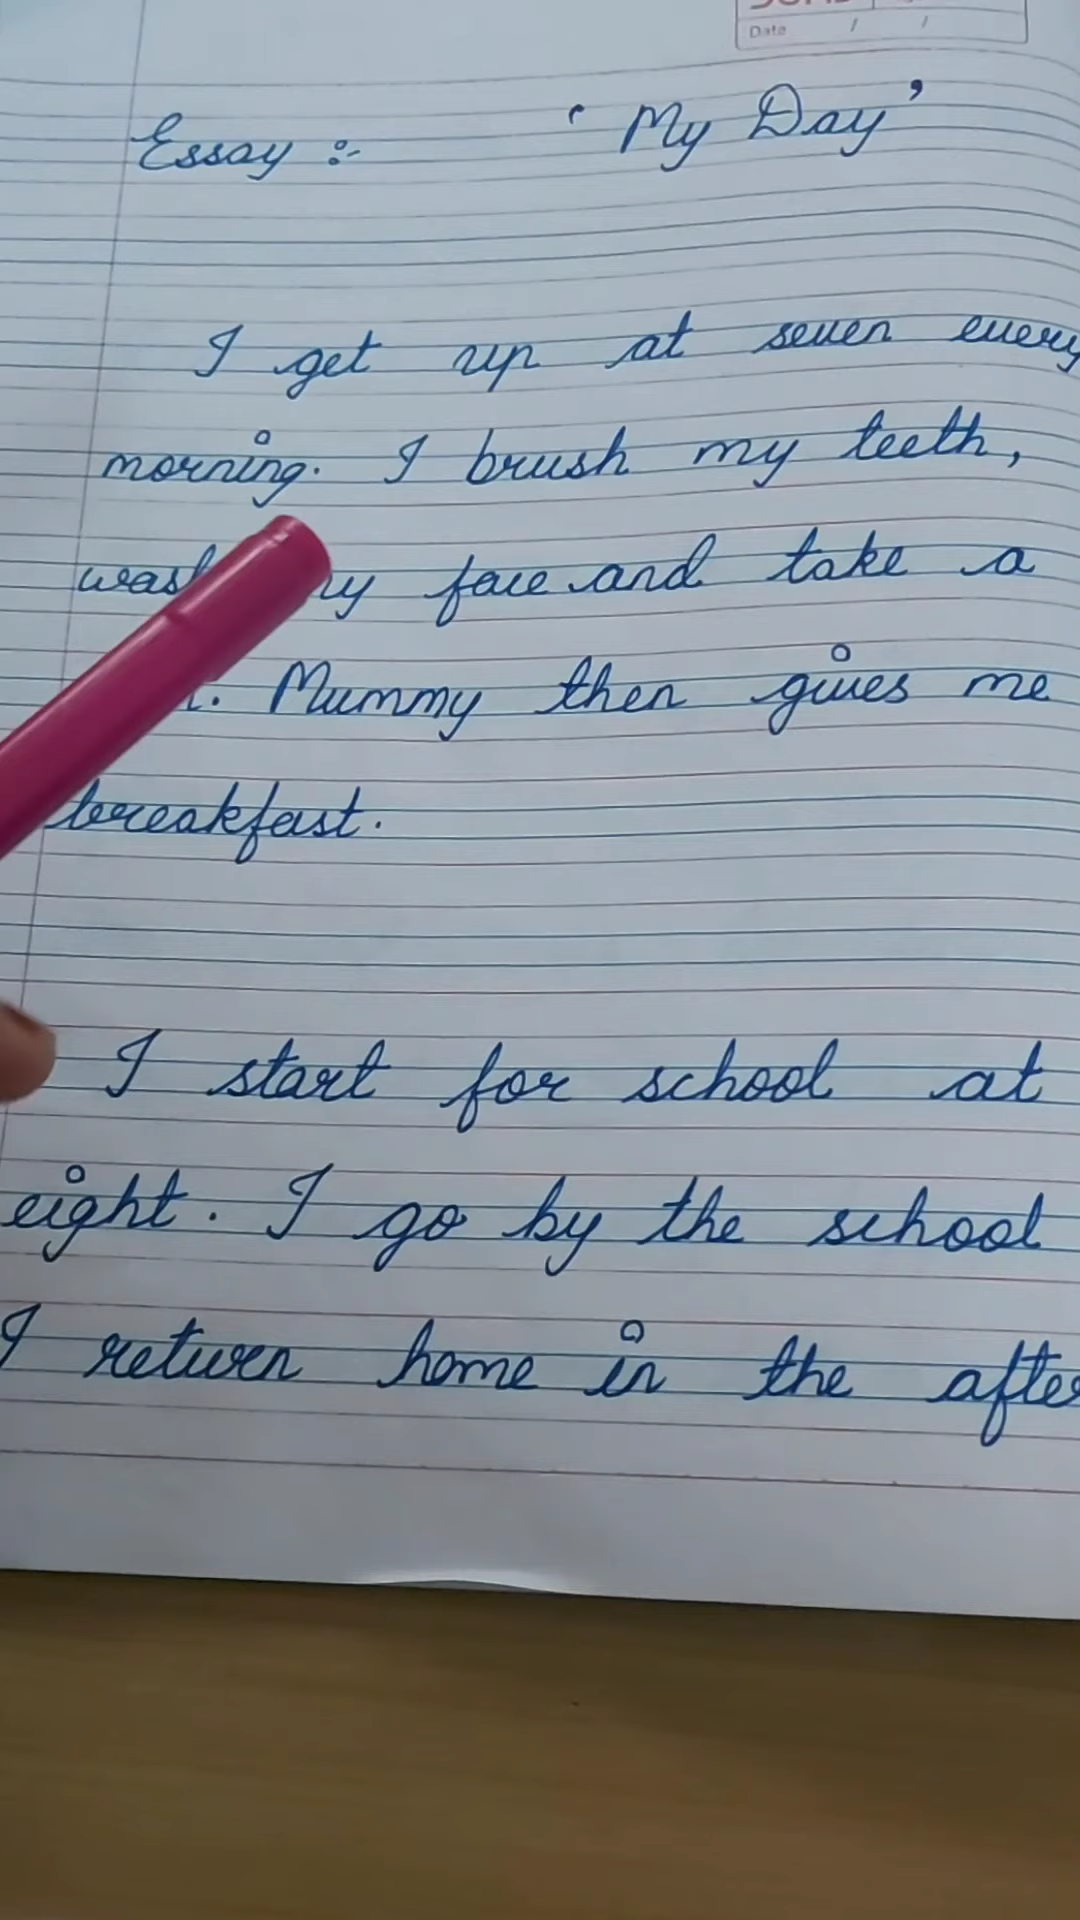 Date / /
Essay :- 'My Day'
I get up at seven every
morning. I brush my teeth,
face and take a
Mummy then gives me
breakfast.
I start for school at
eight. I go by the school
I return home in the